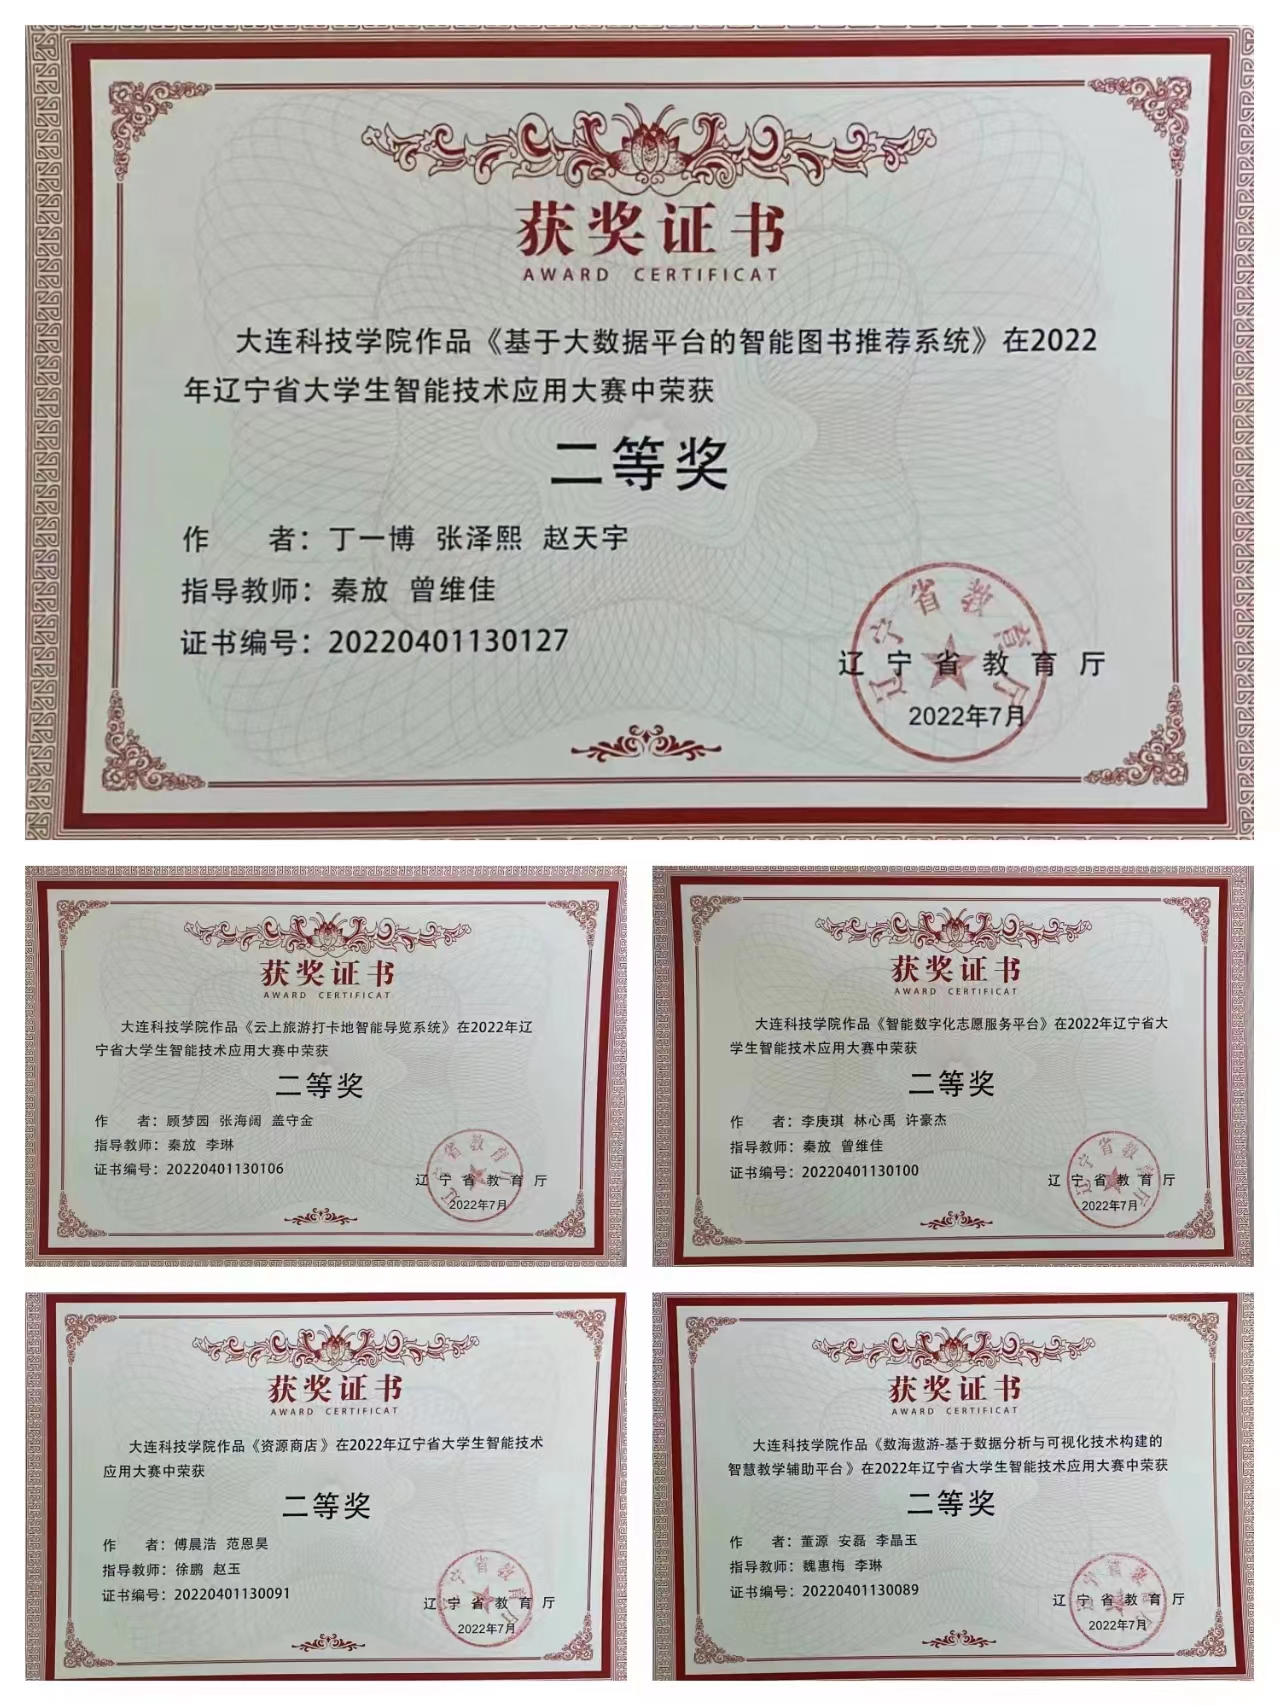 获奖证书
AWARD CERTIFICAT
大连科技学院作品《基于大数据平台的智能图书推荐系统》在2022
年辽宁省大学生智能技术应用大赛中荣获
二等奖
作 者：丁一博 张泽熙 赵天宇
指导教师：秦放 曾维佳
证书编号：20220401130127
辽宁省教育厅
辽宁省教育厅
2022年7月
获奖证书
AWARD CERTIFICAT
大连科技学院作品《云上旅游打卡地智能导览系统》在2022年辽
宁省大学生智能技术应用大赛中荣获
二等奖
作 者：顾梦园 张海阔 盖守金
指导教师：秦放 李琳
证书编号：20220401130106
辽宁省教育厅
辽宁省教育厅
2022年7月
获奖证书
AWARD CERTIFICAT
大连科技学院作品《智能数字化志愿服务平台》在2022年辽宁省大
学生智能技术应用大赛中荣获
二等奖
作 者：李庚琪 林心禹 许豪杰
指导教师：秦放 曾维佳
证书编号：20220401130100
辽宁省教育厅
辽宁省教育厅
2022年7月
获奖证书
AWARD CERTIFICAT
大连科技学院作品《资源商店》在2022年辽宁省大学生智能技术
应用大赛中荣获
二等奖
作 者：傅晨浩 范恩昊
指导教师：徐鹏 赵玉
证书编号：20220401130091
辽宁省教育厅
辽宁省教育厅
2022年7月
获奖证书
AWARD CERTIFICAT
大连科技学院作品《数海遨游-基于数据分析与可视化技术构建的
智慧教学辅助平台》在2022年辽宁省大学生智能技术应用大赛中荣获
二等奖
作 者：董源 安磊 李晶玉
指导教师：魏惠梅 李琳
证书编号：20220401130089
辽宁省教育厅
辽宁省教育厅
2022年7月